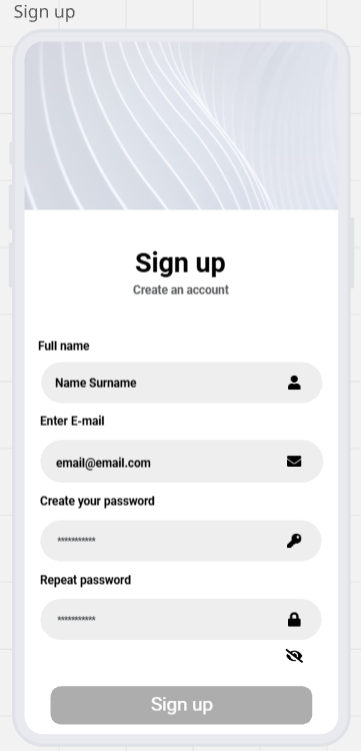 Sign up
Sign up
Create an account
Full name
Name Surname
Enter E-mail
email@email.com
Create your password
***********
Repeat password
***********
Sign up